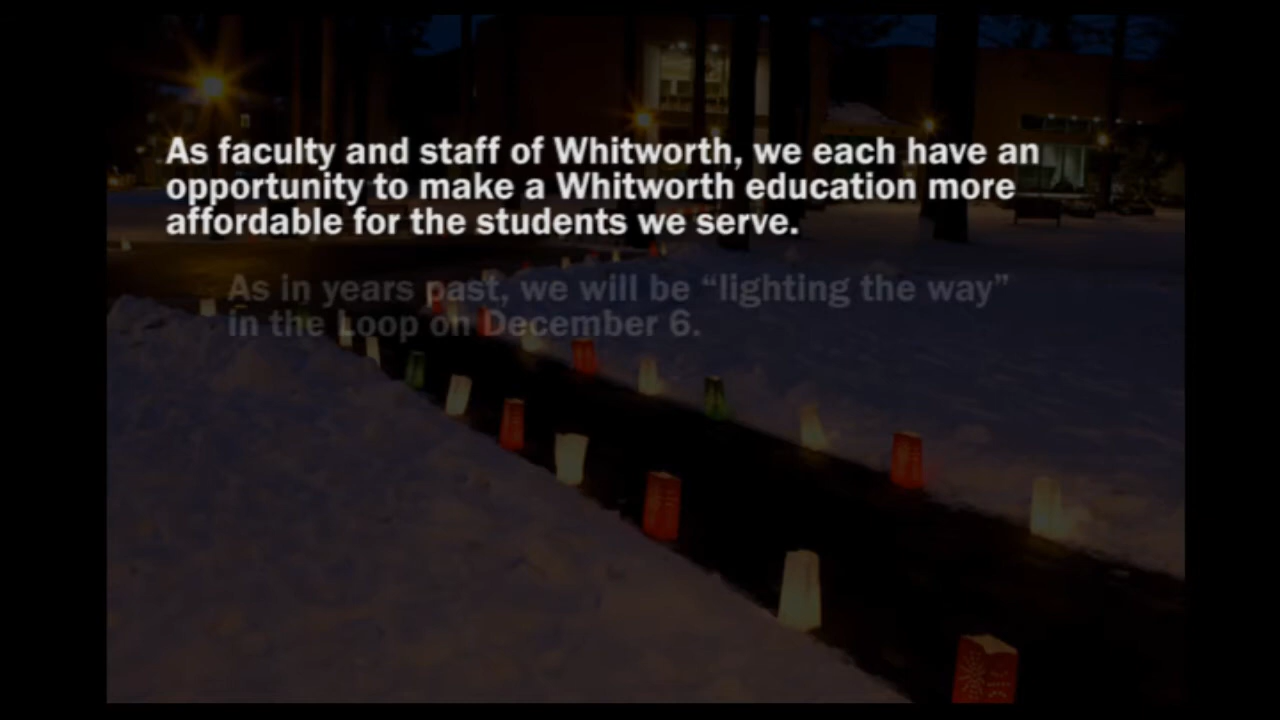 As faculty and staff of Whitworth, we each have an
opportunity to make a Whitworth education more
affordable for the students we serve.
As in years past, we will be “lighting the way”
in the Loop on December 6.